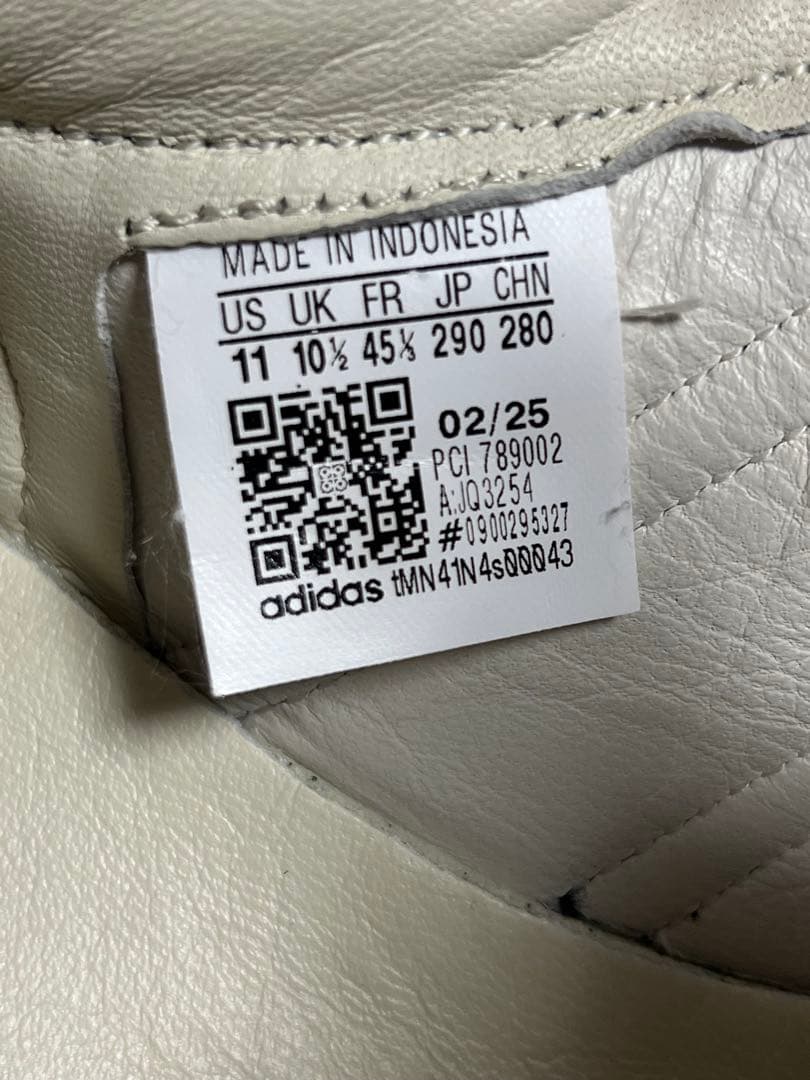 MADE IN INDONESIA
US UK FR JP CHN
11 10½ 45⅓ 290 280
02/25
PCI 789002
A:JQ3254
#0900295327
adidas tMN41N4s00043